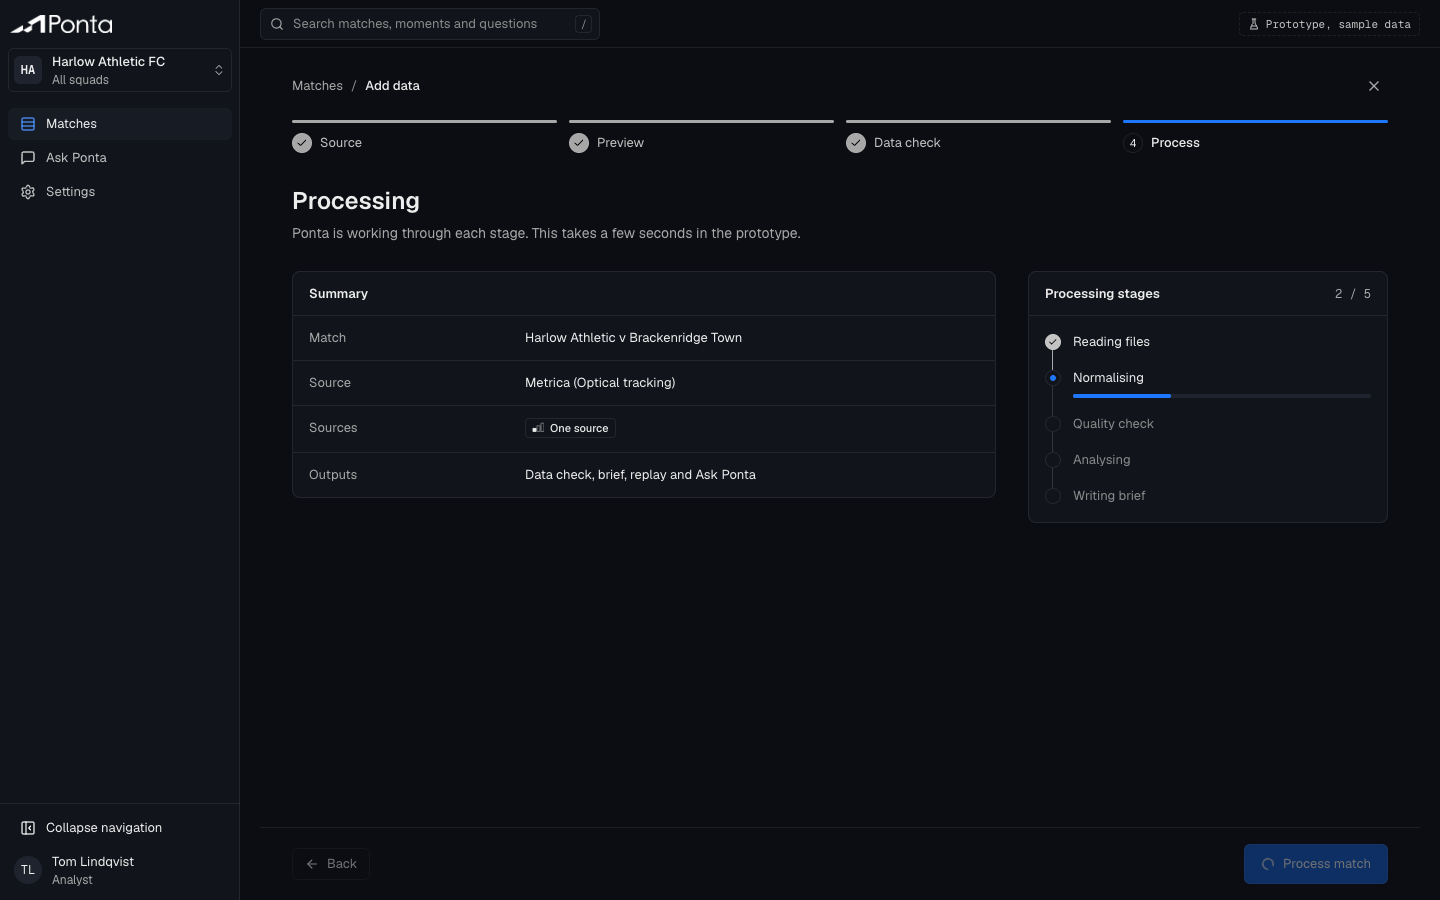 Ponta
Search matches, moments and questions
/
Prototype, sample data
HA
Harlow Athletic FC
All squads
Matches
Ask Ponta
Settings
Matches / Add data
Source
Preview
Data check
4 Process
Processing
Ponta is working through each stage. This takes a few seconds in the prototype.
Summary
Match
Harlow Athletic v Brackenridge Town
Source
Metrica (Optical tracking)
Sources
One source
Outputs
Data check, brief, replay and Ask Ponta
Processing stages
2 / 5
Reading files
Normalising
Quality check
Analysing
Writing brief
Collapse navigation
TL
Tom Lindqvist
Analyst
Back
Process match